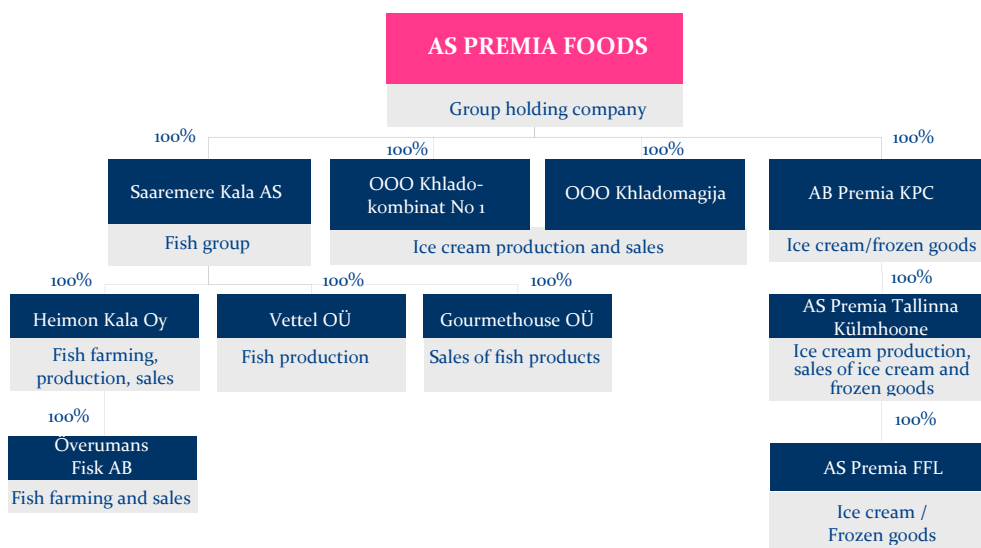 AS PREMIA FOODS
Group holding company
100%
100%
100%
100%
Saaremere Kala AS
Fish group
OOO Khlado-
kombinat No 1
OOO Khladomagija
Ice cream production and sales
AB Premia KPC
Ice cream/frozen goods
100%
100%
100%
100%
Heimon Kala Oy
Fish farming,
production, sales
Vettel OÜ
Fish production
Gourmethouse OÜ
Sales of fish products
AS Premia Tallinna
Külmhoone
Ice cream production,
sales of ice cream and
frozen goods
100%
100%
Överumans
Fisk AB
Fish farming and sales
AS Premia FFL
Ice cream /
Frozen goods